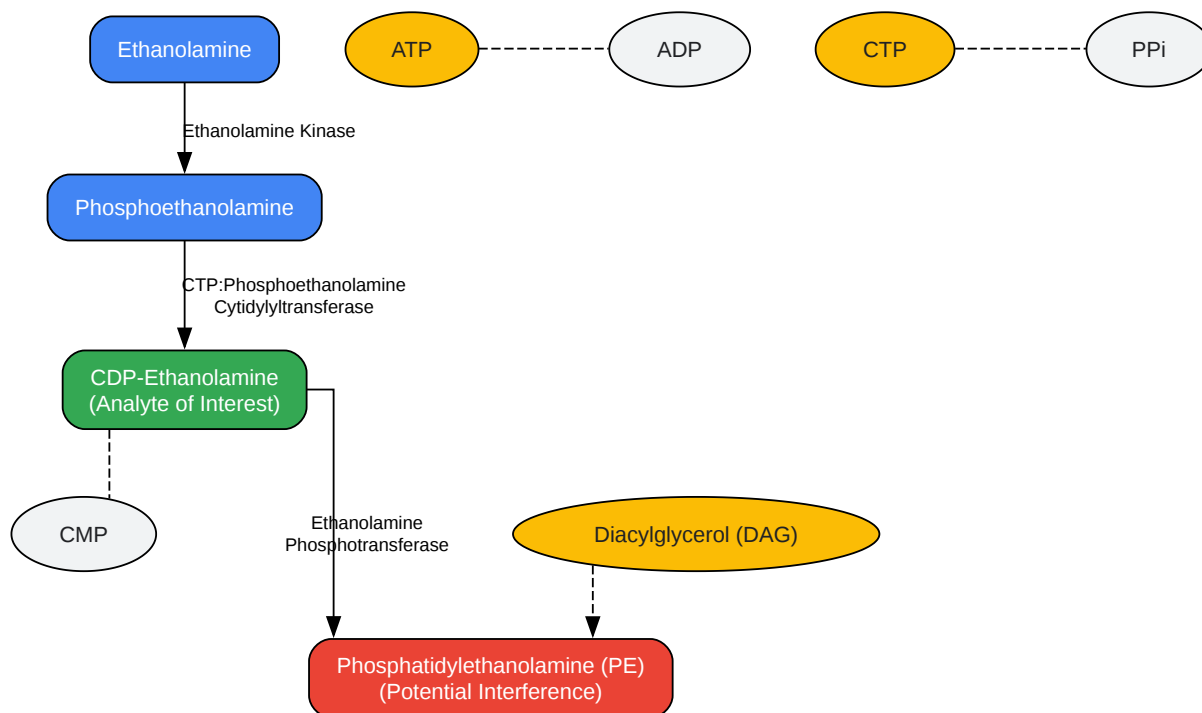 Ethanolamine
ATP
ADP
CTP
PPi
Ethanolamine Kinase
Phosphoethanolamine
CTP:Phosphoethanolamine
Cytidylyltransferase
CDP-Ethanolamine
(Analyte of Interest)
CMP
Ethanolamine
Phosphotransferase
Diacylglycerol (DAG)
Phosphatidylethanolamine (PE)
(Potential Interference)